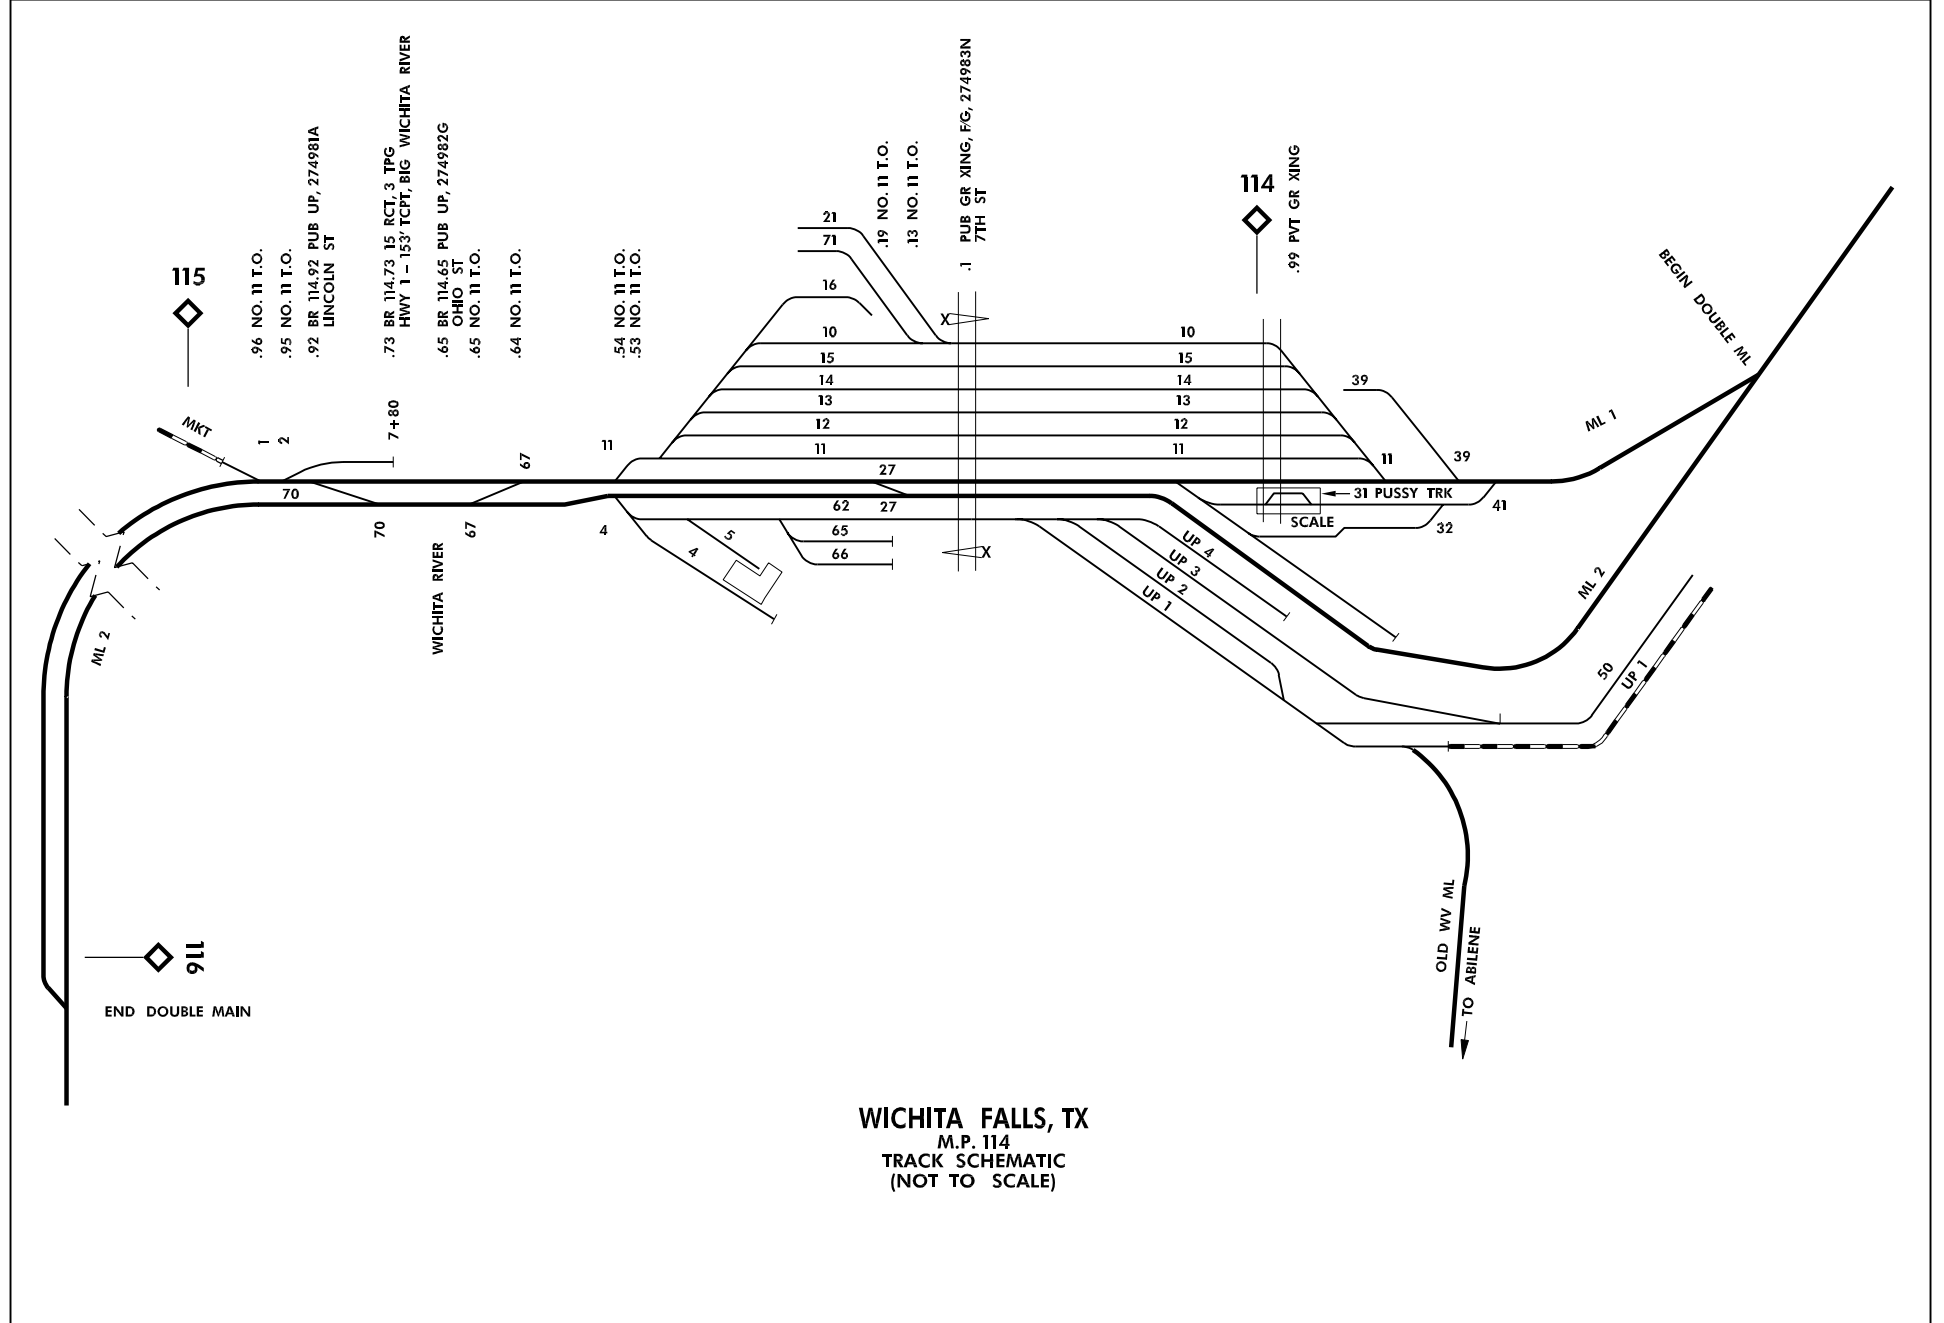 115
.96 NO. 11 T.O.
.95 NO. 11 T.O.
.92 BR 114.92 PUB UP, 274981A
LINCOLN ST
.73 BR 114.73 15 RCT, 3 TPG
HWY 1 – 153' TCPT, BIG WICHITA RIVER
.65 BR 114.65 PUB UP, 274982G
OHIO ST
.65 NO. 11 T.O.
.64 NO. 11 T.O.
.54 NO. 11 T.O.
.53 NO. 11 T.O.
.19 NO. 11 T.O.
.13 NO. 11 T.O.
.1 PUB GR XING, F/G, 274983N
7TH ST
114
.99 PVT GR XING
BEGIN DOUBLE ML
21
71
16
X
10
10
15
15
14
14
13
13
12
12
11
11
11
11
39
39
ML 1
MKT
1
2
7+80
67
27
70
70
67
62
27
31 PUSSY TRK
SCALE
41
32
4
4
5
65
66
X
WICHITA RIVER
UP 4
UP 3
UP 2
UP 1
ML 2
ML 2
50
UP 1
OLD WV ML
TO ABILENE
116
END DOUBLE MAIN
WICHITA FALLS, TX
M.P. 114
TRACK SCHEMATIC
(NOT TO SCALE)